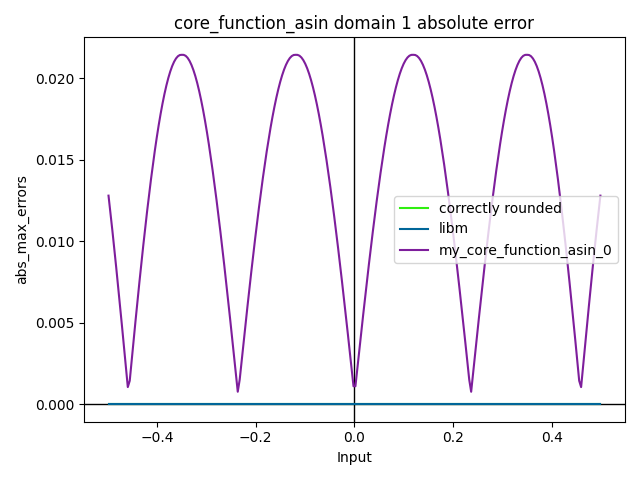 core_function_asin domain 1 absolute error
abs_max_errors
0.020
0.015
0.010
0.005
0.000
correctly rounded
libm
my_core_function_asin_0
−0.4
−0.2
0.0
0.2
0.4
Input